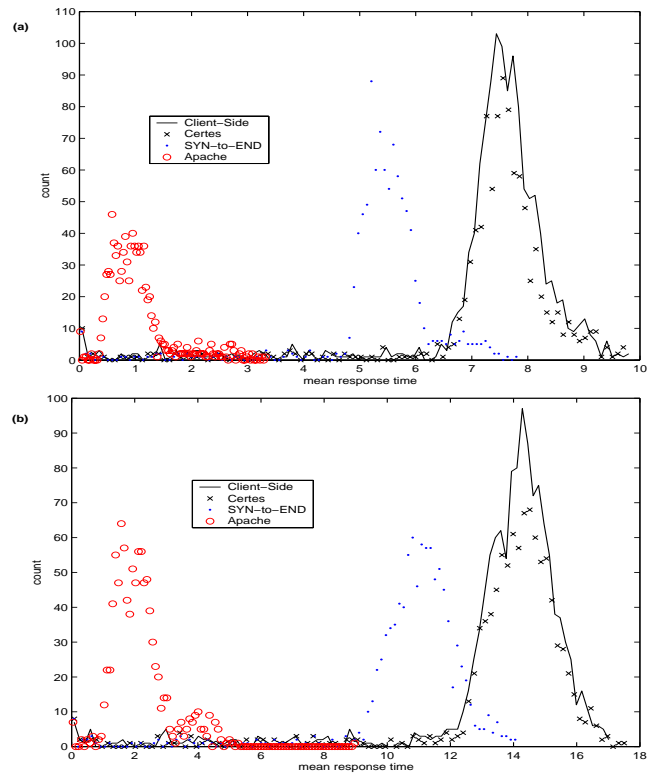 (a)
110
100
90
80
70
60
50
40
30
20
10
0
count
Client-Side
Certes
SYN-to-END
Apache
0 1 2 3 4 5 6 7 8 9 10
mean response time
(b)
100
90
80
70
60
50
40
30
20
10
0
count
Client-Side
Certes
SYN-to-END
Apache
0 2 4 6 8 10 12 14 16 18
mean response time